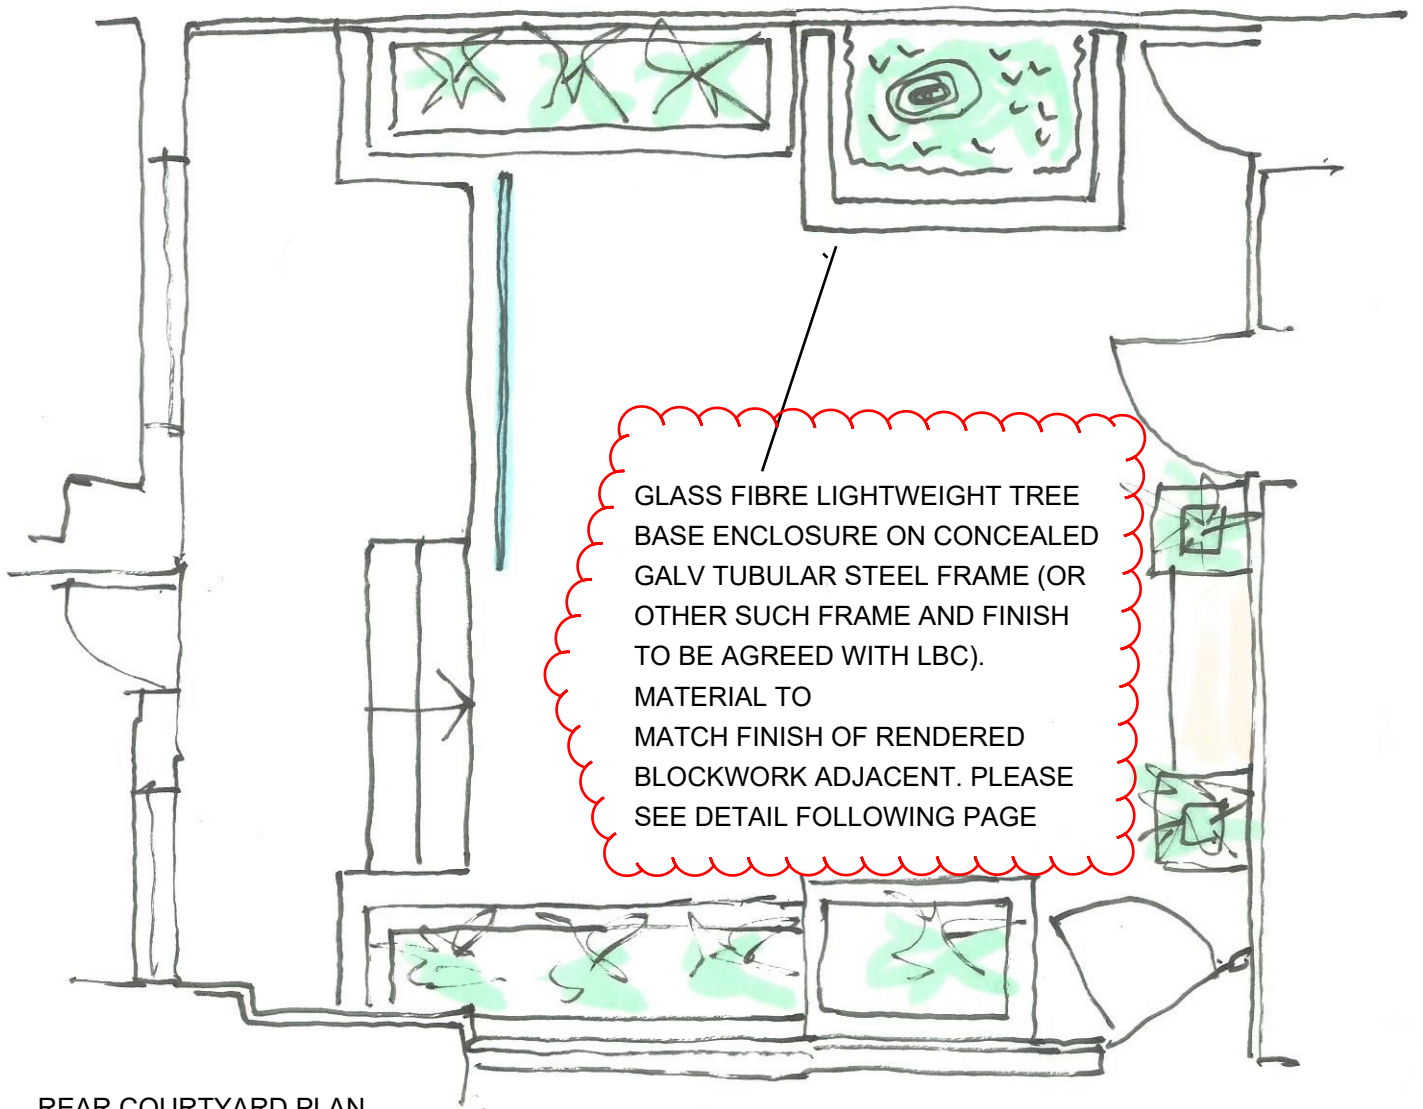 GLASS FIBRE LIGHTWEIGHT TREE
BASE ENCLOSURE ON CONCEALED
GALV TUBULAR STEEL FRAME (OR
OTHER SUCH FRAME AND FINISH
TO BE AGREED WITH LBC).
MATERIAL TO
MATCH FINISH OF RENDERED
BLOCKWORK ADJACENT. PLEASE
SEE DETAIL FOLLOWING PAGE
REAR COURTYARD PLAN